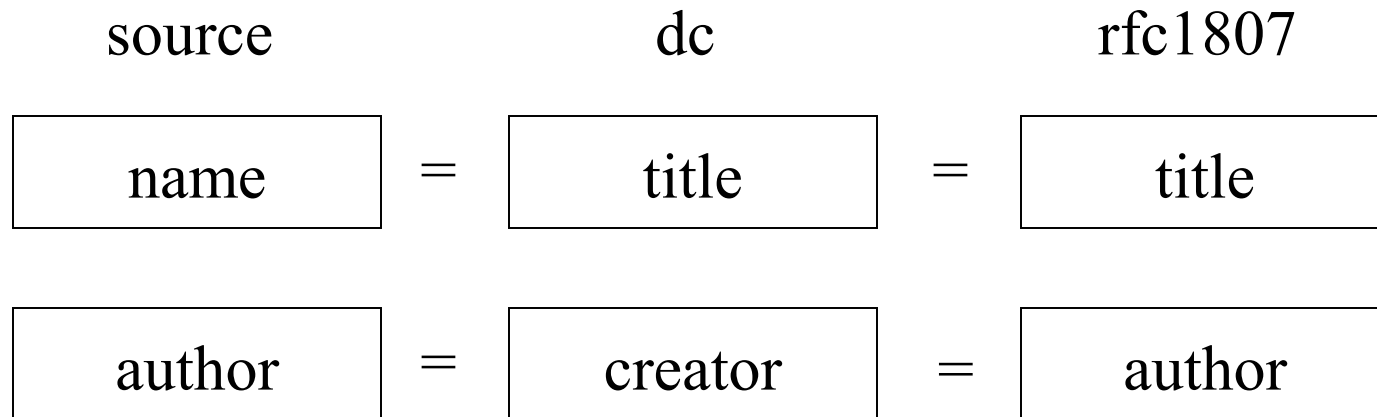 source dc rfc1807
name = title = title
author = creator = author